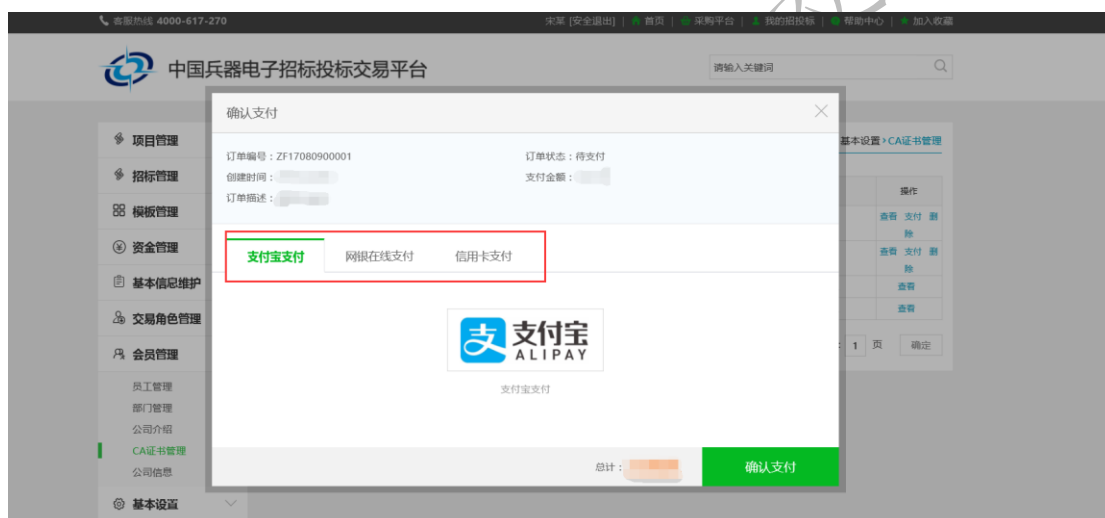 客服热线 4000-617-270
宋某 [安全退出] | 首页 | 采购平台 | 我的招投标 | 帮助中心 | 加入收藏
中国兵器电子招标投标交易平台
请输入关键词
项目管理
招标管理
模板管理
资金管理
基本信息维护
交易角色管理
会员管理
员工管理
部门管理
公司介绍
CA证书管理
公司信息
基本设置
确认支付
订单编号：ZF17080900001
订单状态：待支付
创建时间：
支付金额：
订单描述：
支付宝支付 网银在线支付 信用卡支付
支付宝
ALIPAY
支付宝支付
总计：
确认支付
基本设置>CA证书管理
操作
查看 支付 删
除
查看 支付 删
除
查看
查看
1 页 确定